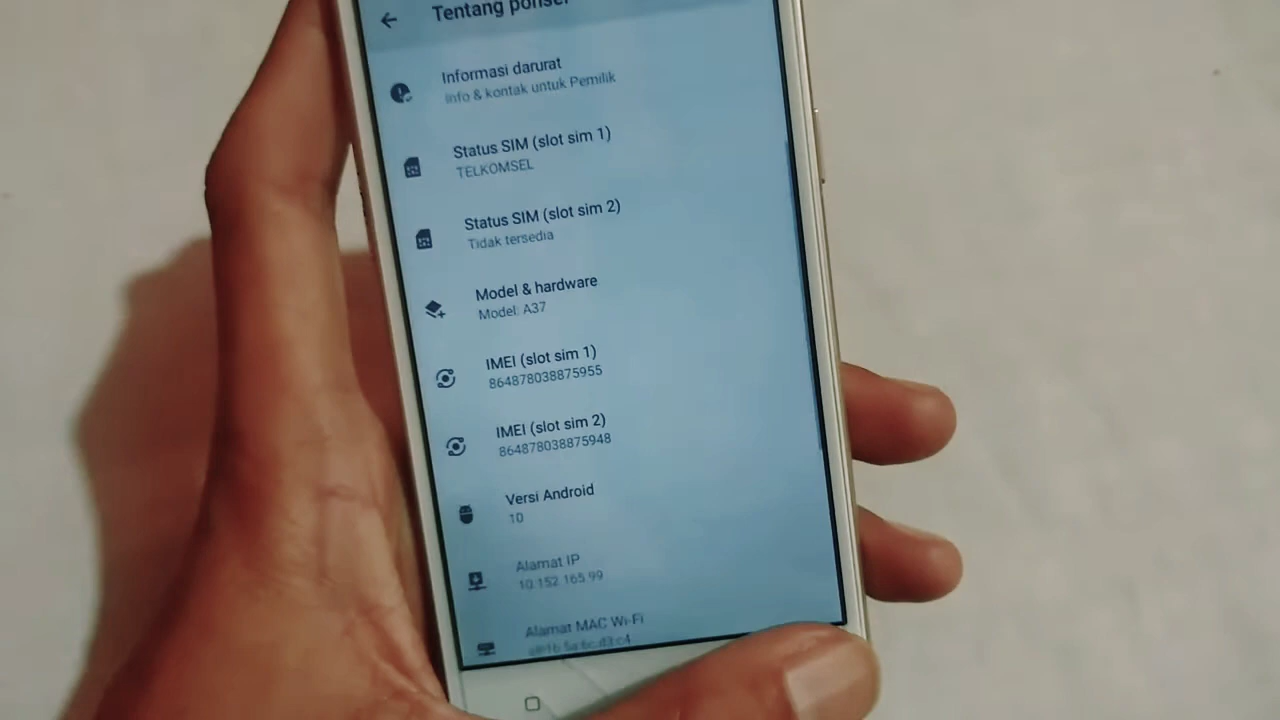 Tentang ponsel
Informasi darurat
Info & kontak untuk Pemilik
Status SIM (slot sim 1)
TELKOMSEL
Status SIM (slot sim 2)
Tidak tersedia
Model & hardware
Model: A37
IMEI (slot sim 1)
864878038875955
IMEI (slot sim 2)
864878038875948
Versi Android
10
Alamat IP
10.152.165.99
Alamat MAC Wi-Fi